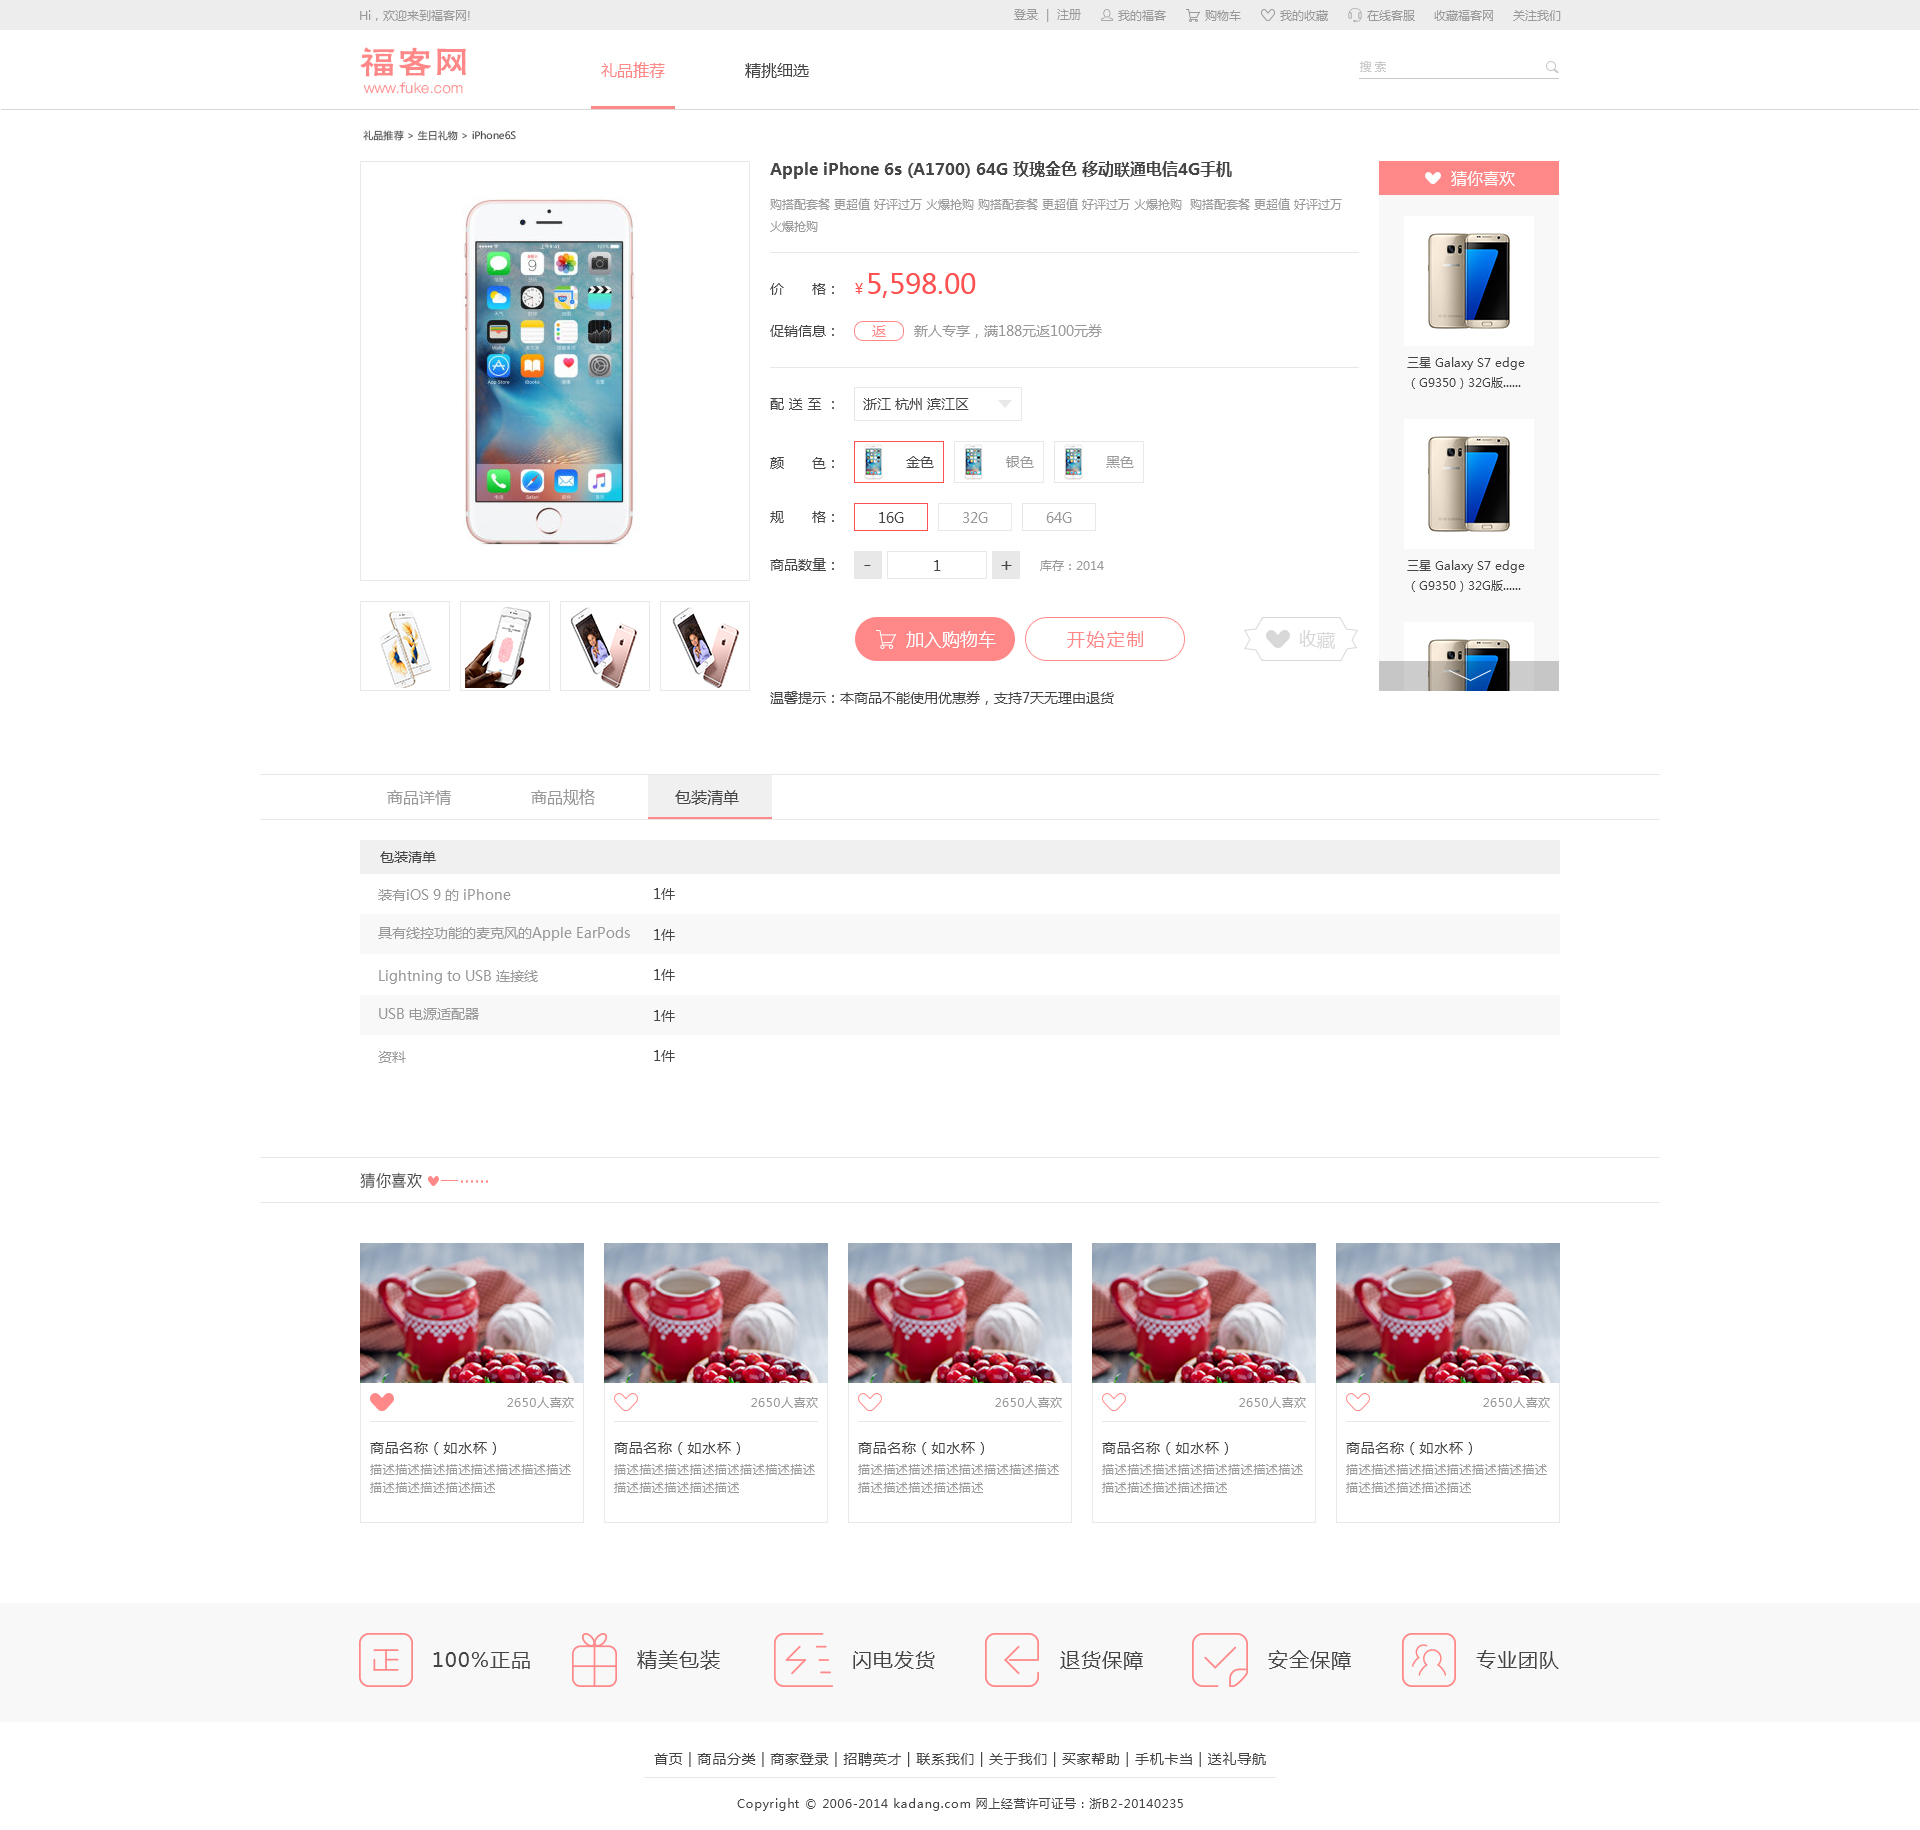 Hi，欢迎来到福客网!
登录 | 注册 我的福客 购物车 我的收藏 在线客服 收藏福客网 关注我们
福客网
www.fuke.com
礼品推荐 精挑细选
搜索
礼品推荐 > 生日礼物 > iPhone6S
Apple iPhone 6s (A1700) 64G 玫瑰金色 移动联通电信4G手机
购搭配套餐 更超值 好评过万 火爆抢购 购搭配套餐 更超值 好评过万 火爆抢购 购搭配套餐 更超值 好评过万
火爆抢购
价 格： ¥5,598.00
促销信息： 返 新人专享，满188元返100元券
配 送 至 ： 浙江 杭州 滨江区
颜 色： 金色 银色 黑色
规 格： 16G 32G 64G
商品数量： - 1 + 库存：2014
加入购物车 开始定制 收藏
温馨提示：本商品不能使用优惠券，支持7天无理由退货
猜你喜欢
三星 Galaxy S7 edge
（G9350）32G版......
三星 Galaxy S7 edge
（G9350）32G版......
商品详情 商品规格 包装清单
包装清单
装有iOS 9 的 iPhone 1件
具有线控功能的麦克风的Apple EarPods 1件
Lightning to USB 连接线 1件
USB 电源适配器 1件
资料 1件
猜你喜欢
2650人喜欢 2650人喜欢 2650人喜欢 2650人喜欢 2650人喜欢
商品名称（如水杯） 商品名称（如水杯） 商品名称（如水杯） 商品名称（如水杯） 商品名称（如水杯）
描述描述描述描述描述描述描述描述 描述描述描述描述描述描述描述描述 描述描述描述描述描述描述描述描述 描述描述描述描述描述描述描述描述 描述描述描述描述描述描述描述描述
描述描述描述描述描述 描述描述描述描述描述 描述描述描述描述描述 描述描述描述描述描述 描述描述描述描述描述
正 100%正品 精美包装 闪电发货 退货保障 安全保障 专业团队
首页 | 商品分类 | 商家登录 | 招聘英才 | 联系我们 | 关于我们 | 买家帮助 | 手机卡当 | 送礼导航
Copyright © 2006-2014 kadang.com 网上经营许可证号：浙B2-20140235